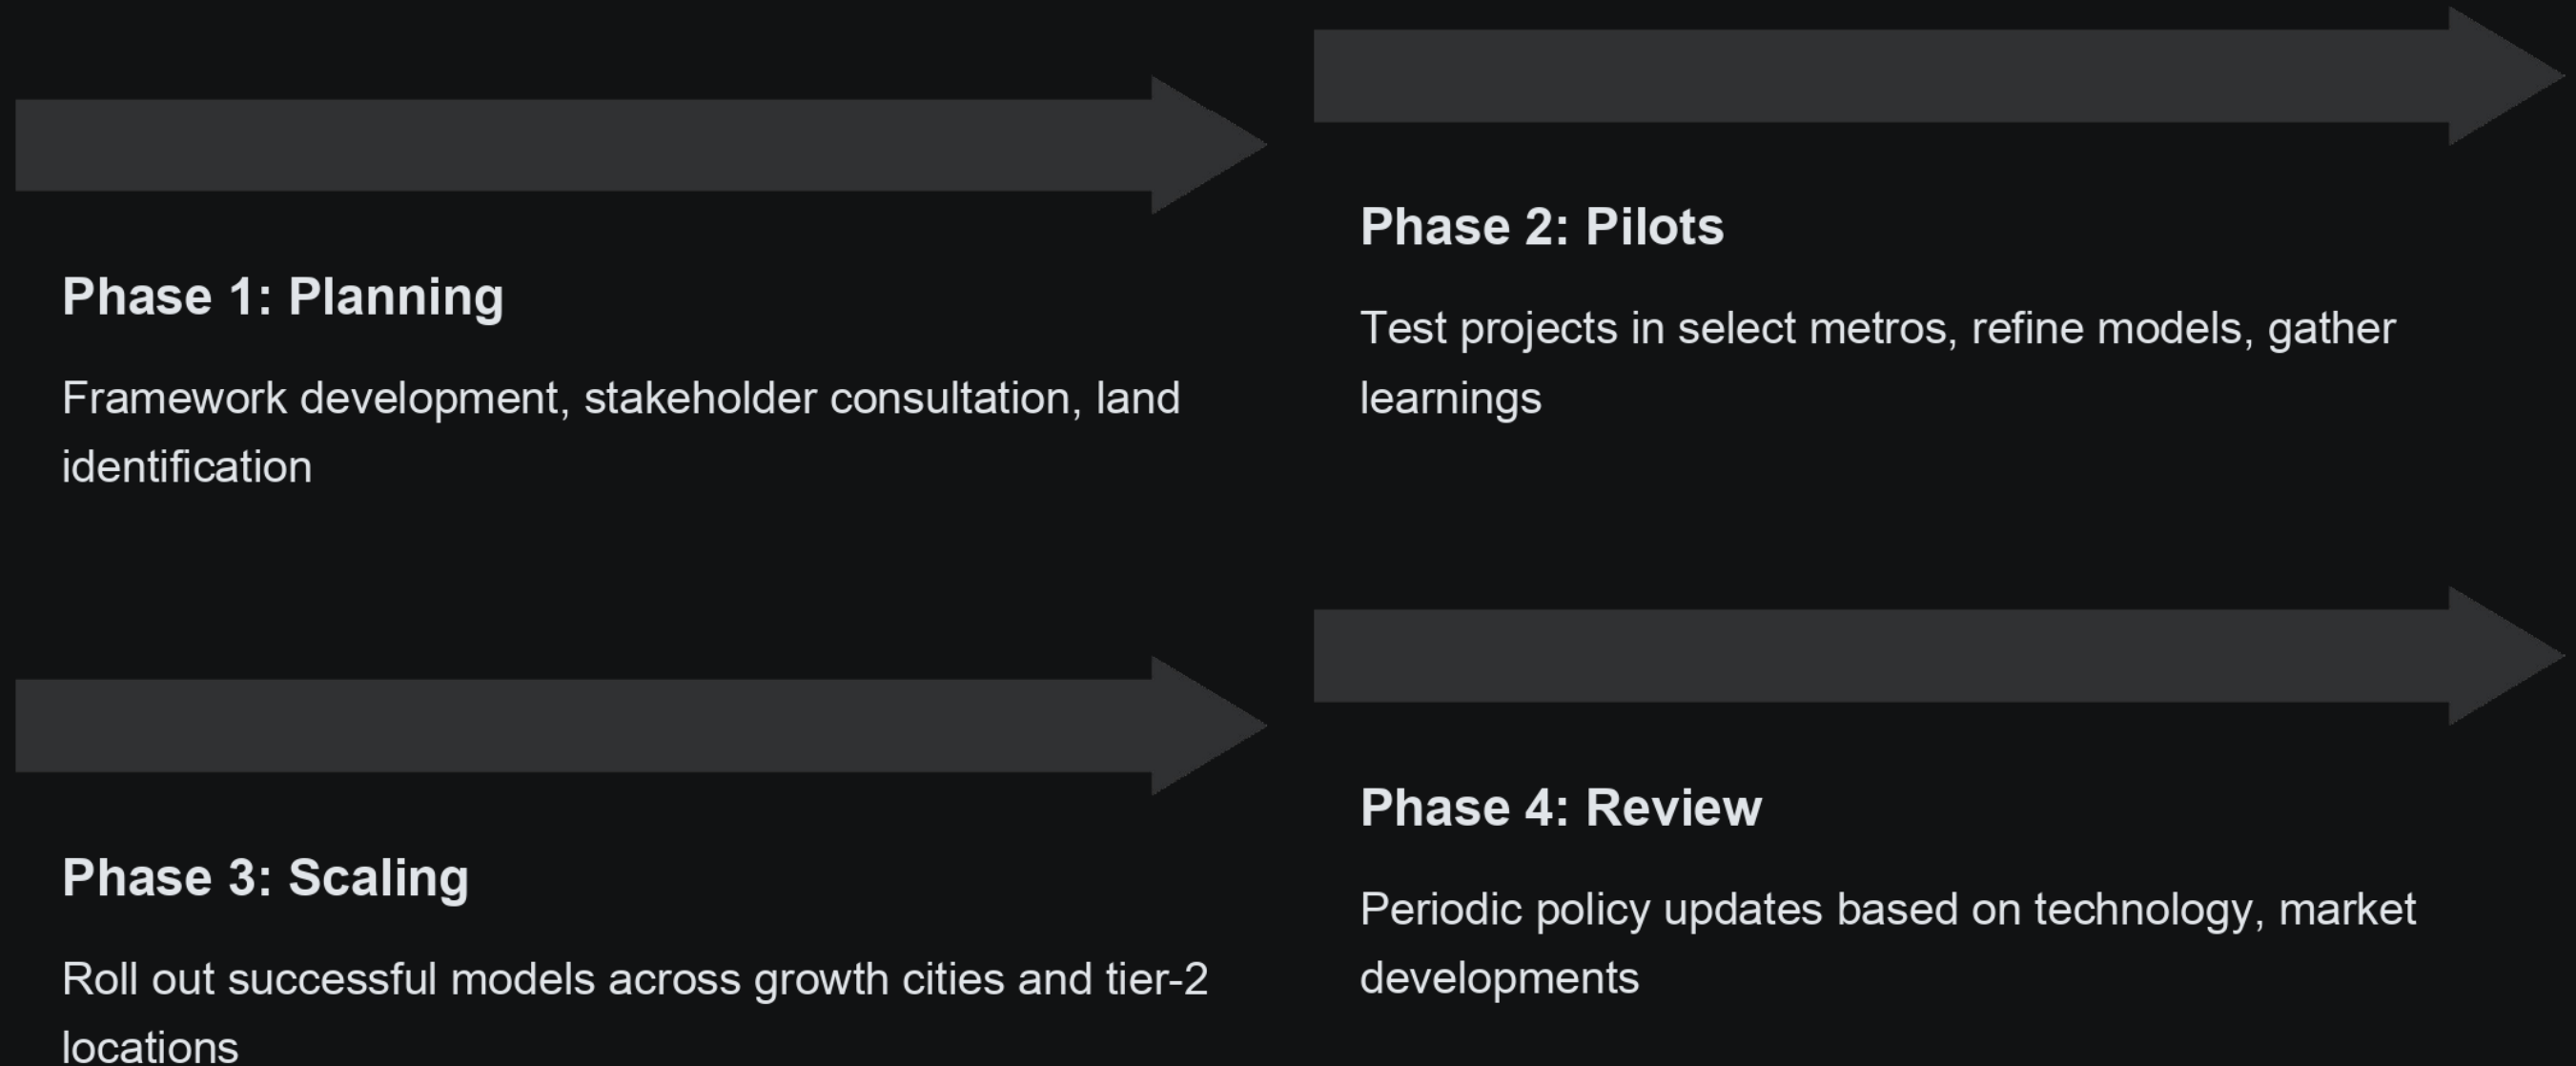 Phase 1: Planning
Framework development, stakeholder consultation, land
identification
Phase 2: Pilots
Test projects in select metros, refine models, gather
learnings
Phase 3: Scaling
Roll out successful models across growth cities and tier-2
locations
Phase 4: Review
Periodic policy updates based on technology, market
developments